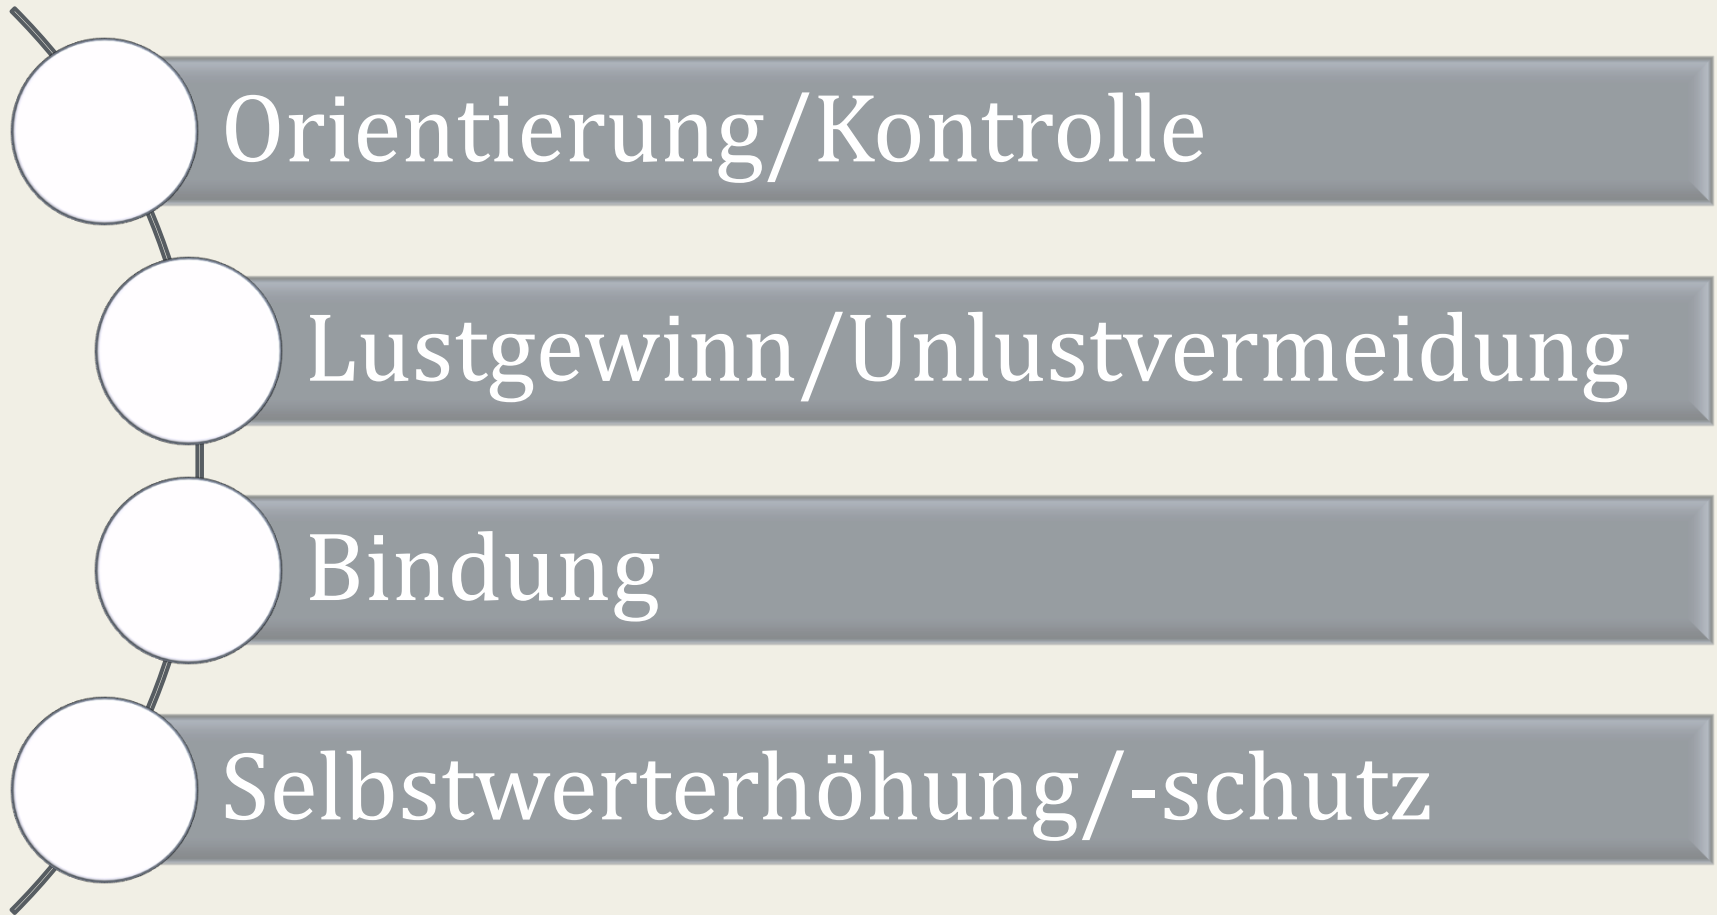 Orientierung/Kontrolle
Lustgewinn/Unlustvermeidung
Bindung
Selbstwerterhöhung/-schutz